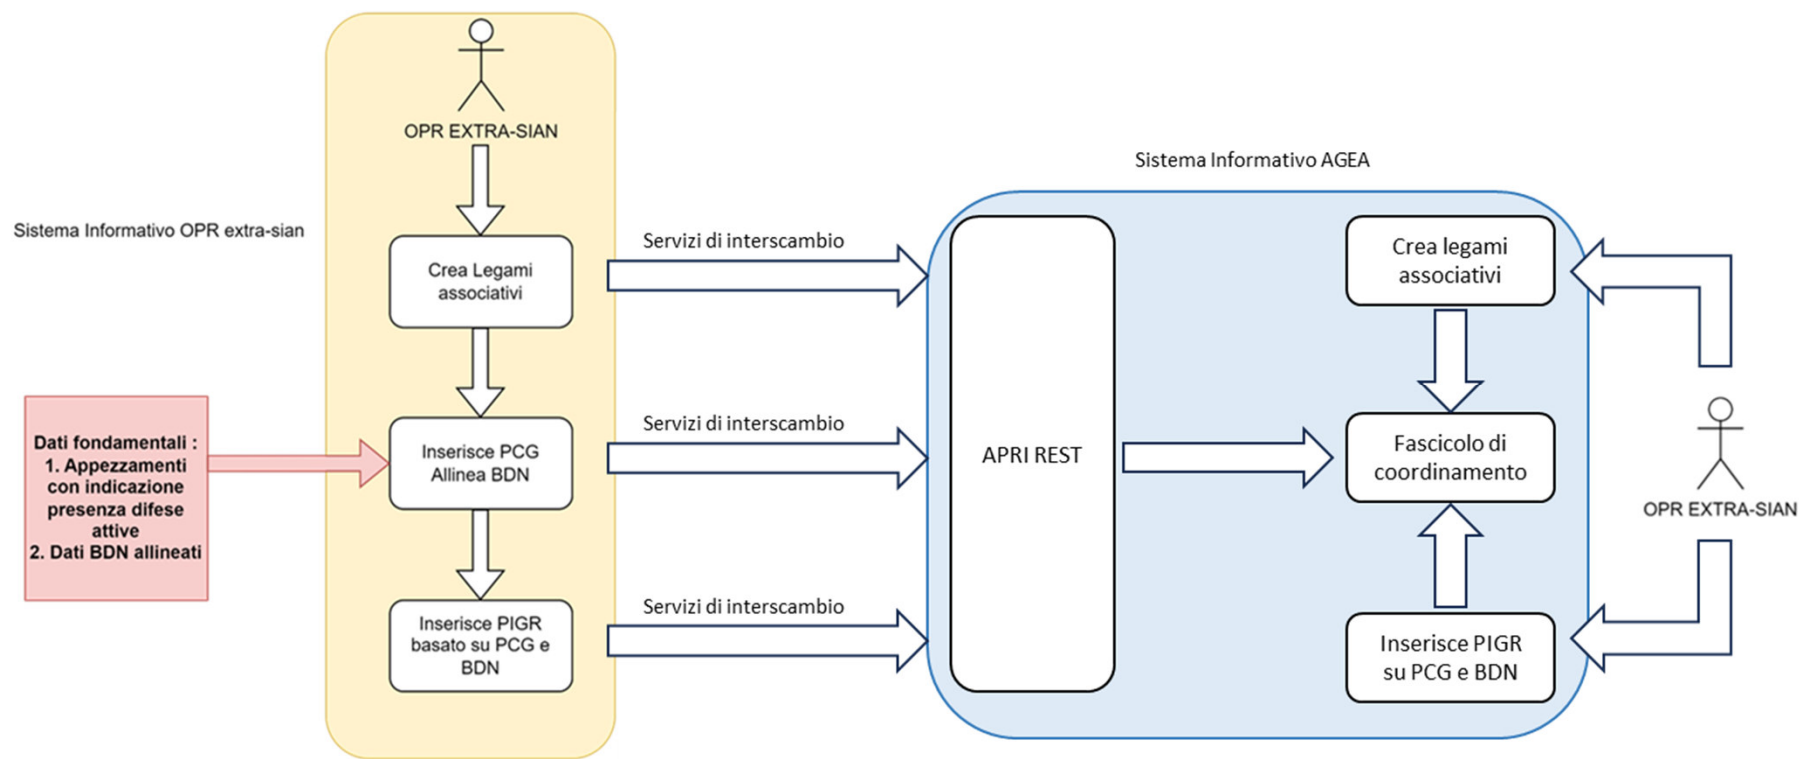 OPR EXTRA-SIAN
Sistema Informativo OPR extra-sian
Crea Legami
associativi
Dati fondamentali :
1. Appezzamenti
con indicazione
presenza difese
attive
2. Dati BDN allineati
Inserisce PCG
Allinea BDN
Inserisce PIGR
basato su PCG e
BDN
Servizi di interscambio
Servizi di interscambio
Servizi di interscambio
Sistema Informativo AGEA
APRI REST
Crea legami
associativi
Fascicolo di
coordinamento
Inserisce PIGR
su PCG e BDN
OPR EXTRA-SIAN